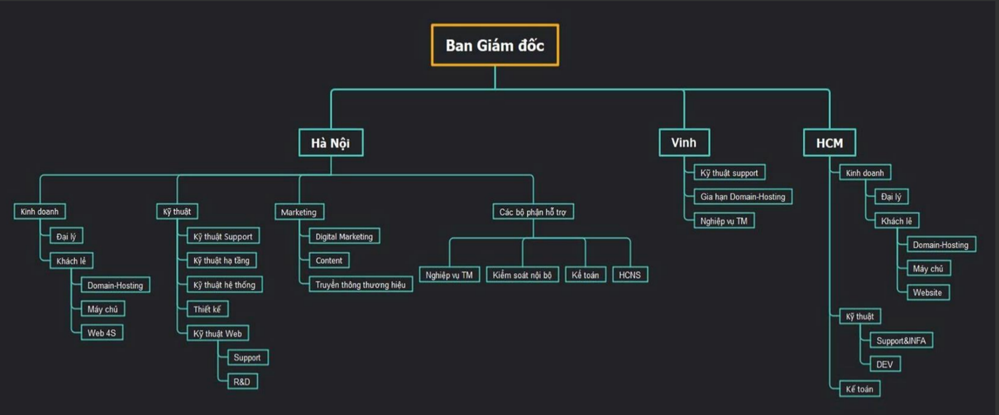 Ban Giám đốc
Hà Nội
Vinh
HCM
Kinh doanh
Đại lý
Khách lẻ
Domain-Hosting
Máy chủ
Web 4S
Kỹ thuật
Kỹ thuật Support
Kỹ thuật hạ tầng
Kỹ thuật hệ thống
Thiết kế
Kỹ thuật Web
Support
R&D
Marketing
Digital Marketing
Content
Truyền thông thương hiệu
Các bộ phận hỗ trợ
Nghiệp vụ TM
Kiểm soát nội bộ
Kế toán
HCNS
Kỹ thuật support
Gia hạn Domain-Hosting
Nghiệp vụ TM
Kinh doanh
Đại lý
Khách lẻ
Domain-Hosting
Máy chủ
Website
Kỹ thuật
Support&INFA
DEV
Kế toán